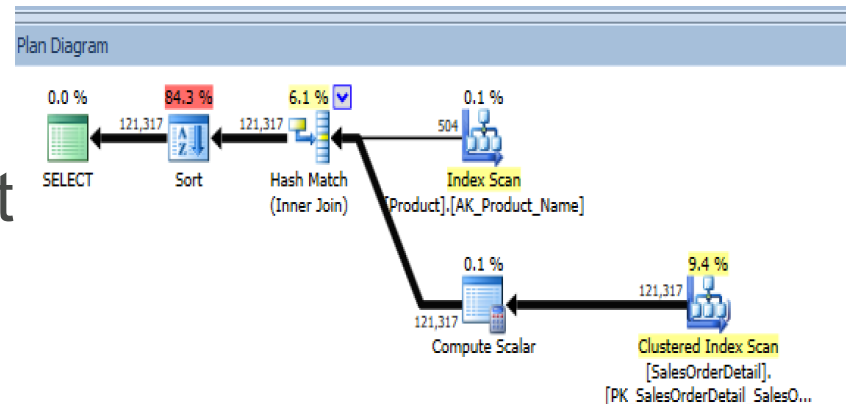 Plan Diagram
0.0 % 84.3 % 6.1 % 0.1 %
121,317 121,317 504
A
Z
SELECT Sort Hash Match Index Scan
(Inner Join) [Product].[AK_Product_Name]
t
0.1 % 9.4 %
121,317
121,317
Compute Scalar Clustered Index Scan
[SalesOrderDetail].
[PK_SalesOrderDetail_SalesO...